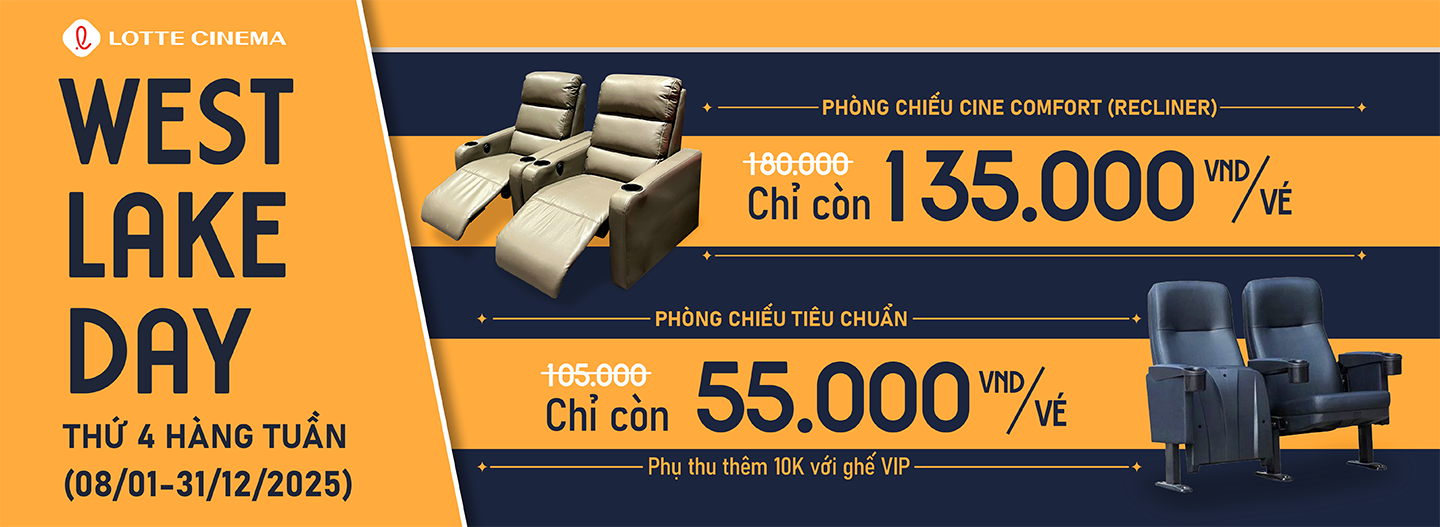 LOTTE CINEMA
WEST
LAKE
DAY
THỨ 4 HÀNG TUẦN
(08/01-31/12/2025)
PHÒNG CHIẾU CINE COMFORT (RECLINER)
180.000
Chỉ còn 135.000 VND/VÉ
PHÒNG CHIẾU TIÊU CHUẨN
105.000
Chỉ còn 55.000 VND/VÉ
Phụ thu thêm 10K với ghế VIP